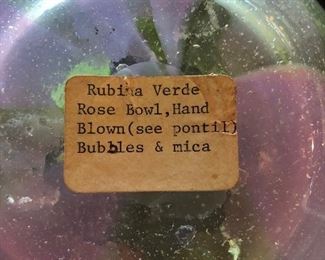 Rubina Verde
Rose Bowl,Hand
Blown(see pontil)
Bubbles & mica